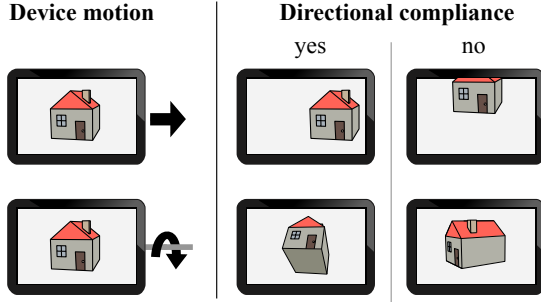 Device motion
Directional compliance
yes
no